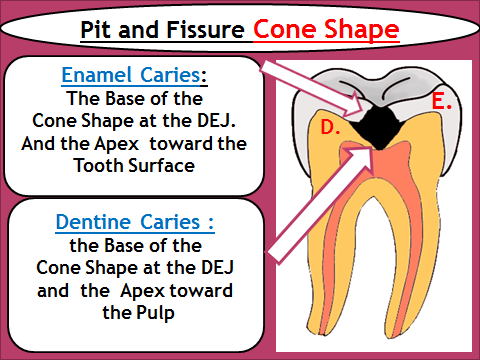 Pit and Fissure Cone Shape
Enamel Caries:
The Base of the
Cone Shape at the DEJ.
And the Apex toward the
Tooth Surface
Dentine Caries :
the Base of the
Cone Shape at the DEJ
and the Apex toward
the Pulp
E.
D.